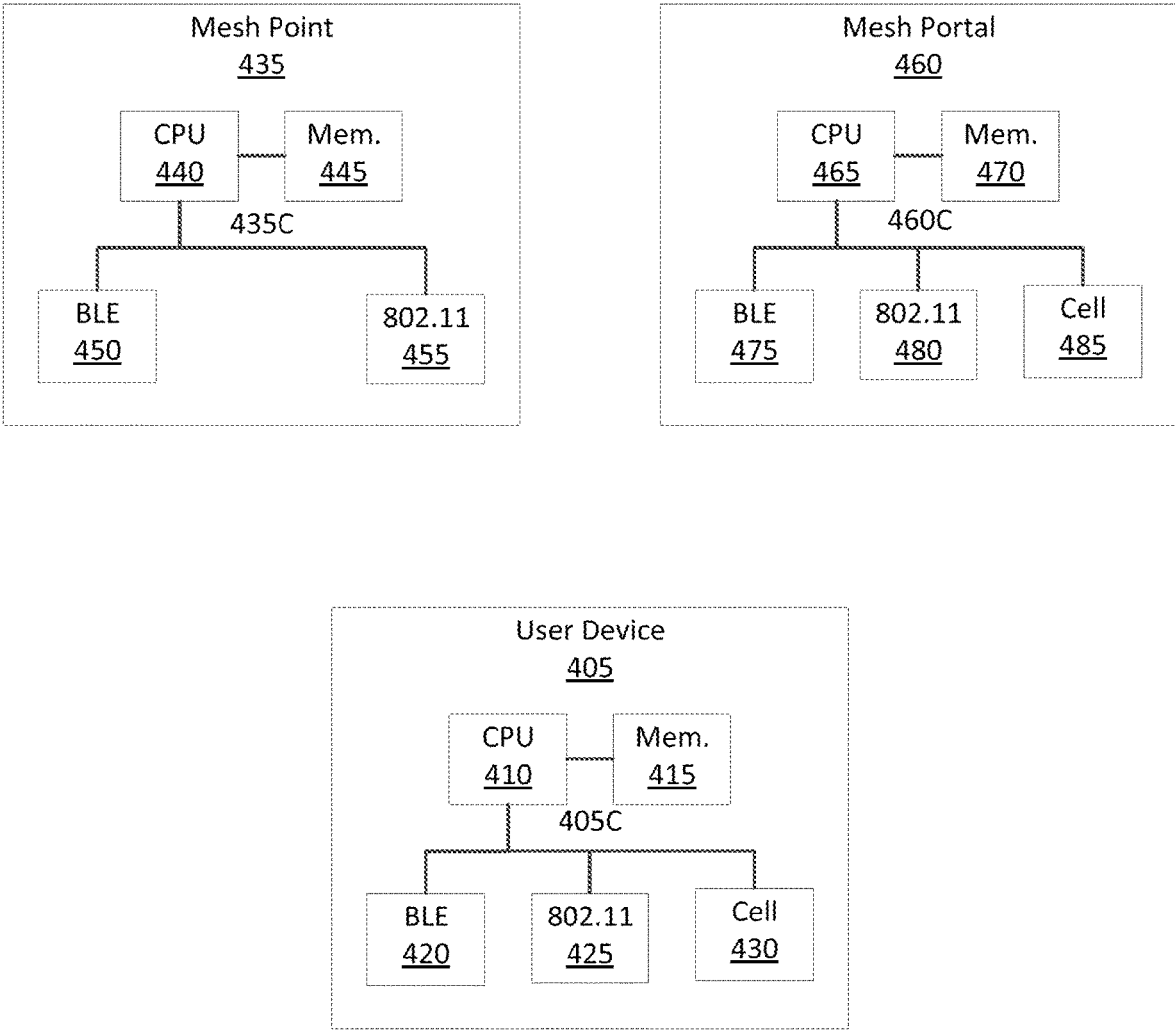 Mesh Point
435
CPU
440
Mem.
445
435C
BLE
450
802.11
455
Mesh Portal
460
CPU
465
Mem.
470
460C
BLE
475
802.11
480
Cell
485
User Device
405
CPU
410
Mem.
415
405C
BLE
420
802.11
425
Cell
430